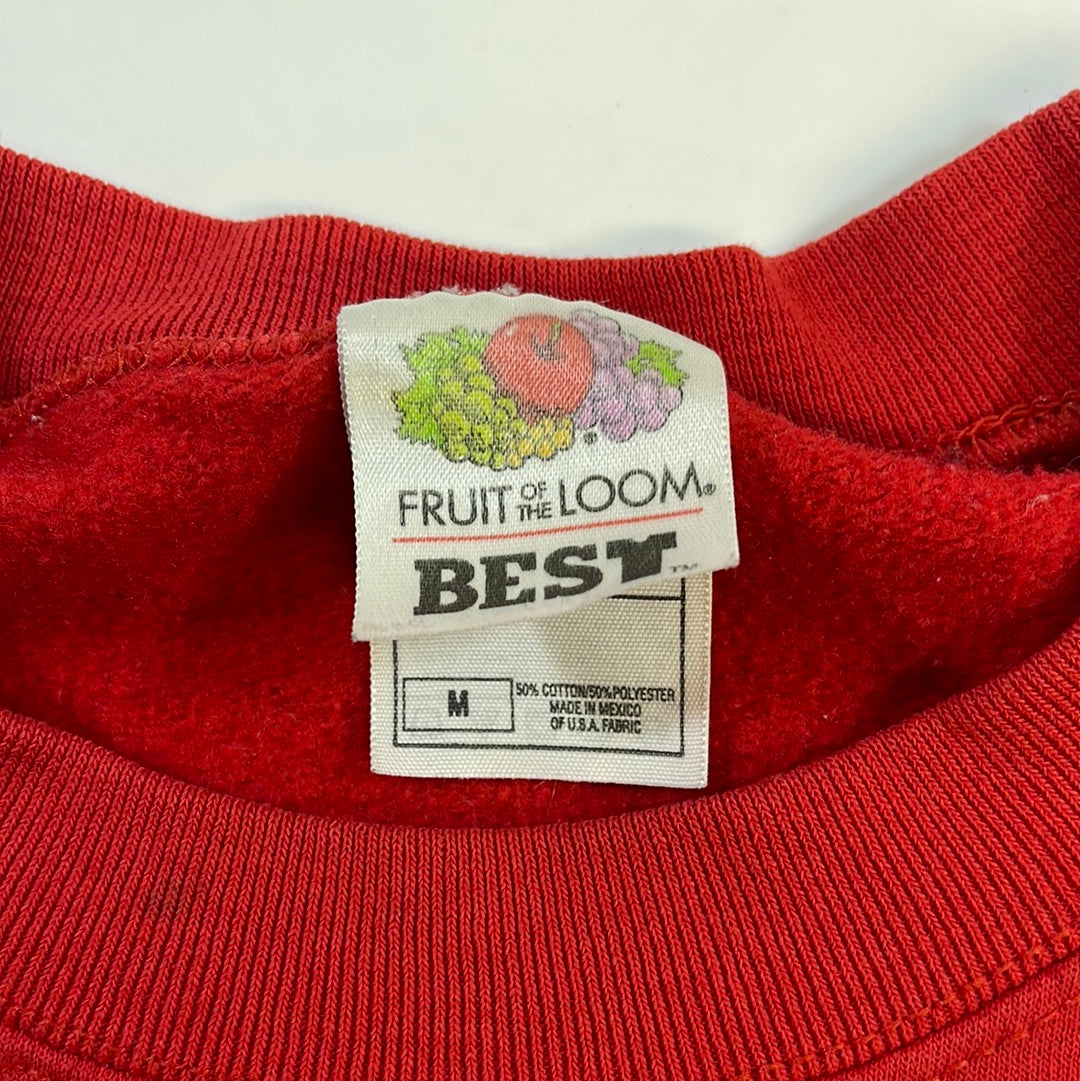 ®
FRUIT OF THE LOOM®
BEST™
M
50% COTTON/50% POLYESTER
MADE IN MEXICO
OF U.S.A. FABRIC